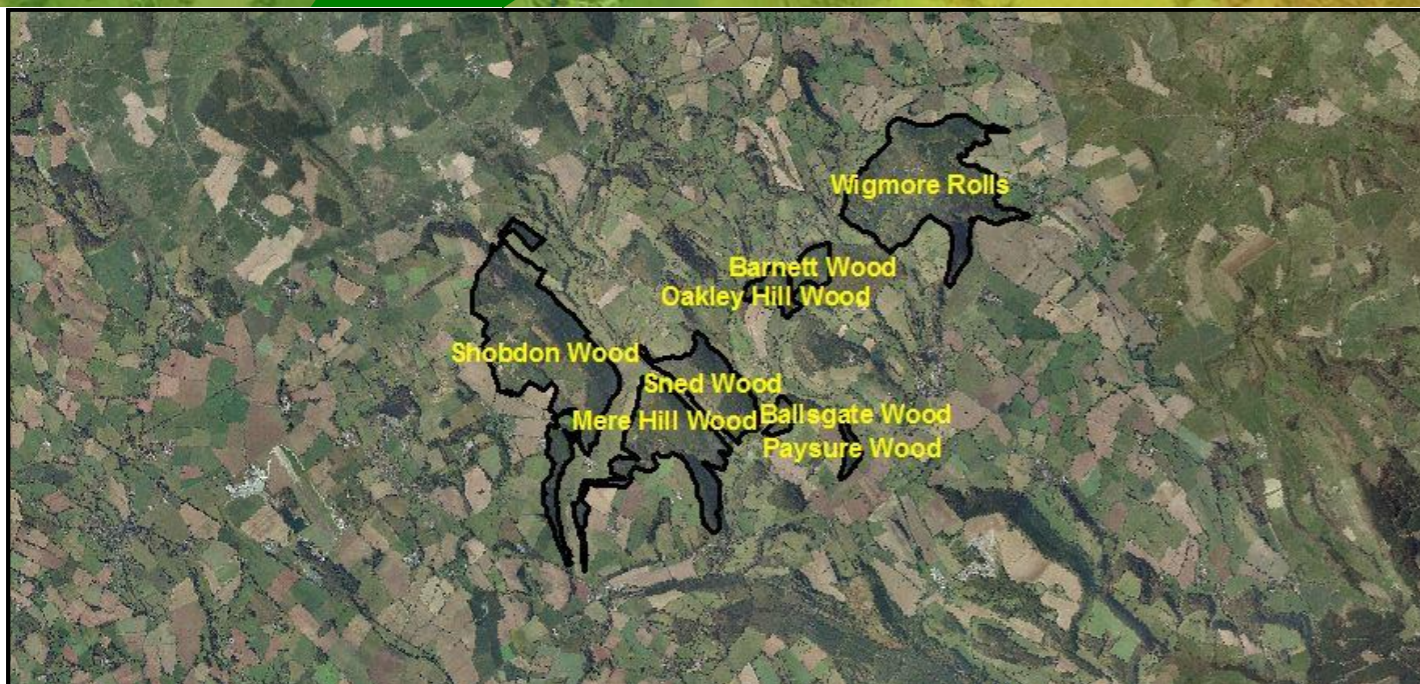 Wigmore Rolls
Barnett Wood
Oakley Hill Wood
Shobdon Wood
Sned Wood
Mere Hill Wood
Ballsgate Wood
Paysure Wood